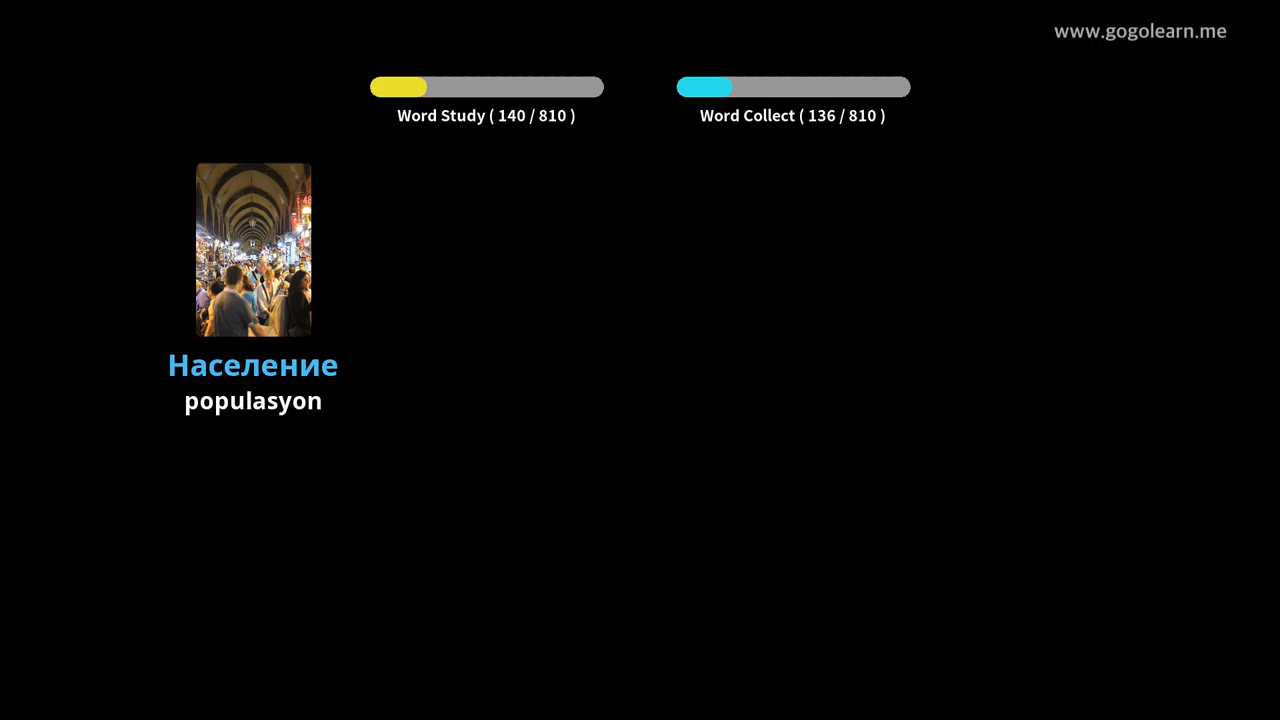 www.gogolearn.me
Word Study ( 140 / 810 )
Word Collect ( 136 / 810 )
Население
populasyon